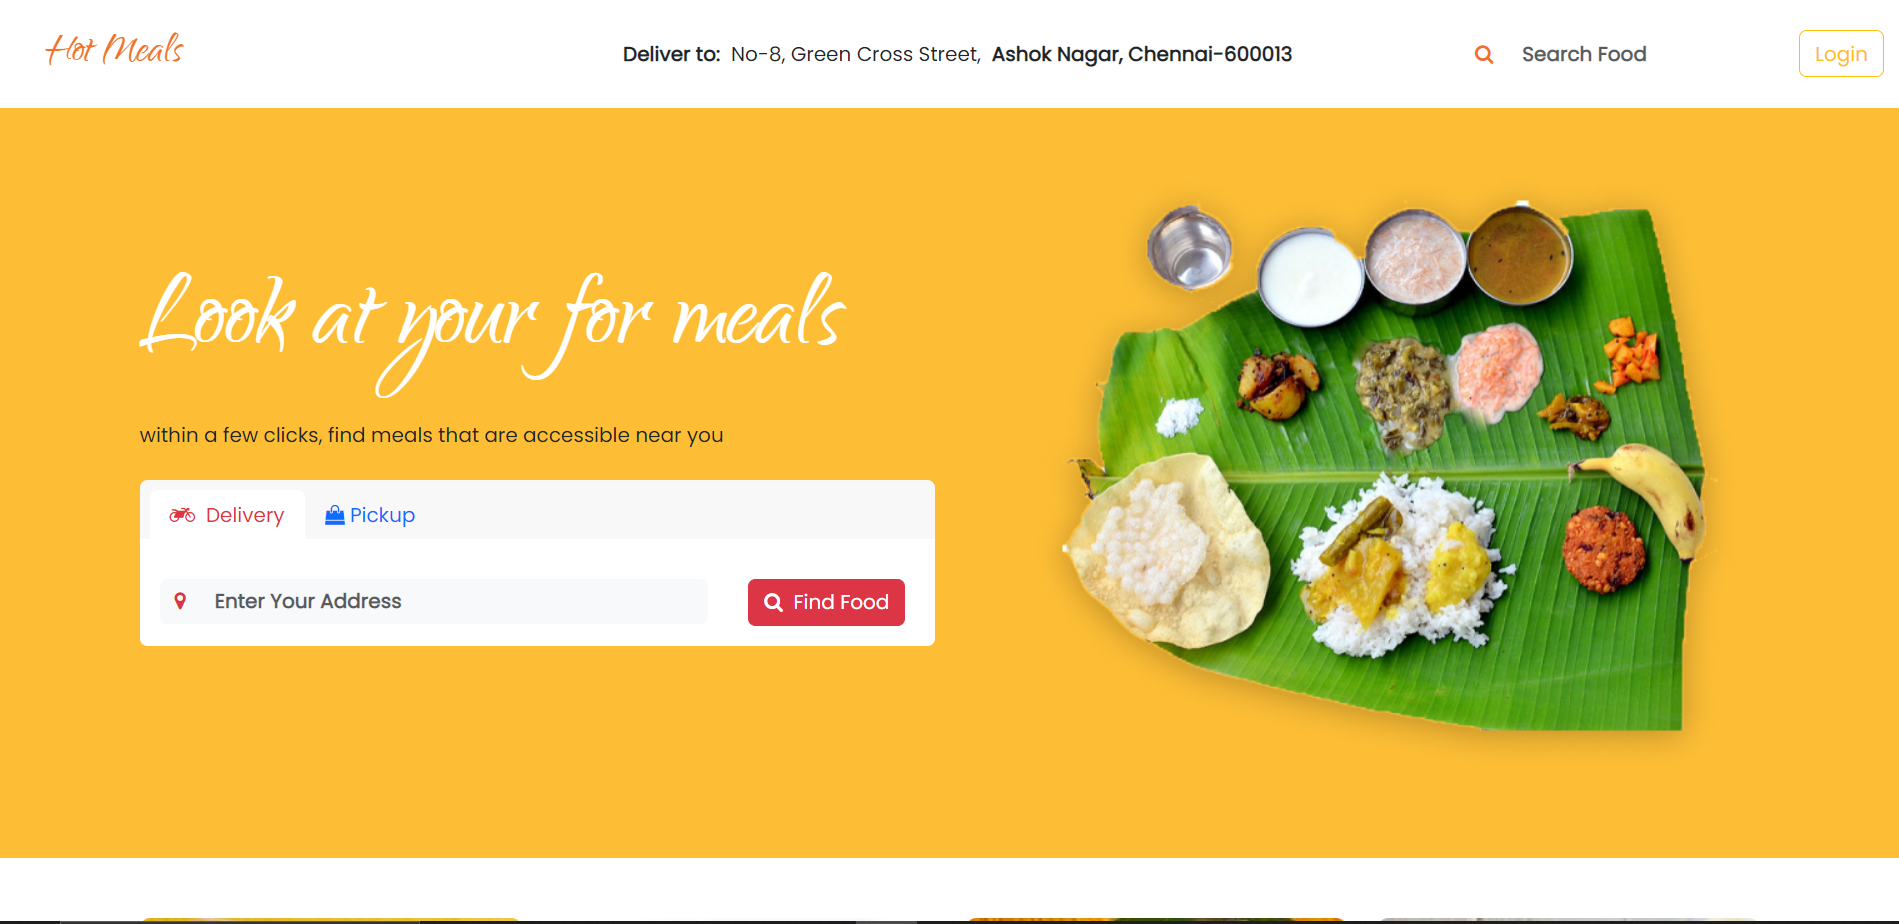 Hot Meals
Deliver to: No-8, Green Cross Street, Ashok Nagar, Chennai-600013
Search Food
Login
Look at your for meals
within a few clicks, find meals that are accessible near you
Delivery
Pickup
Enter Your Address
Find Food